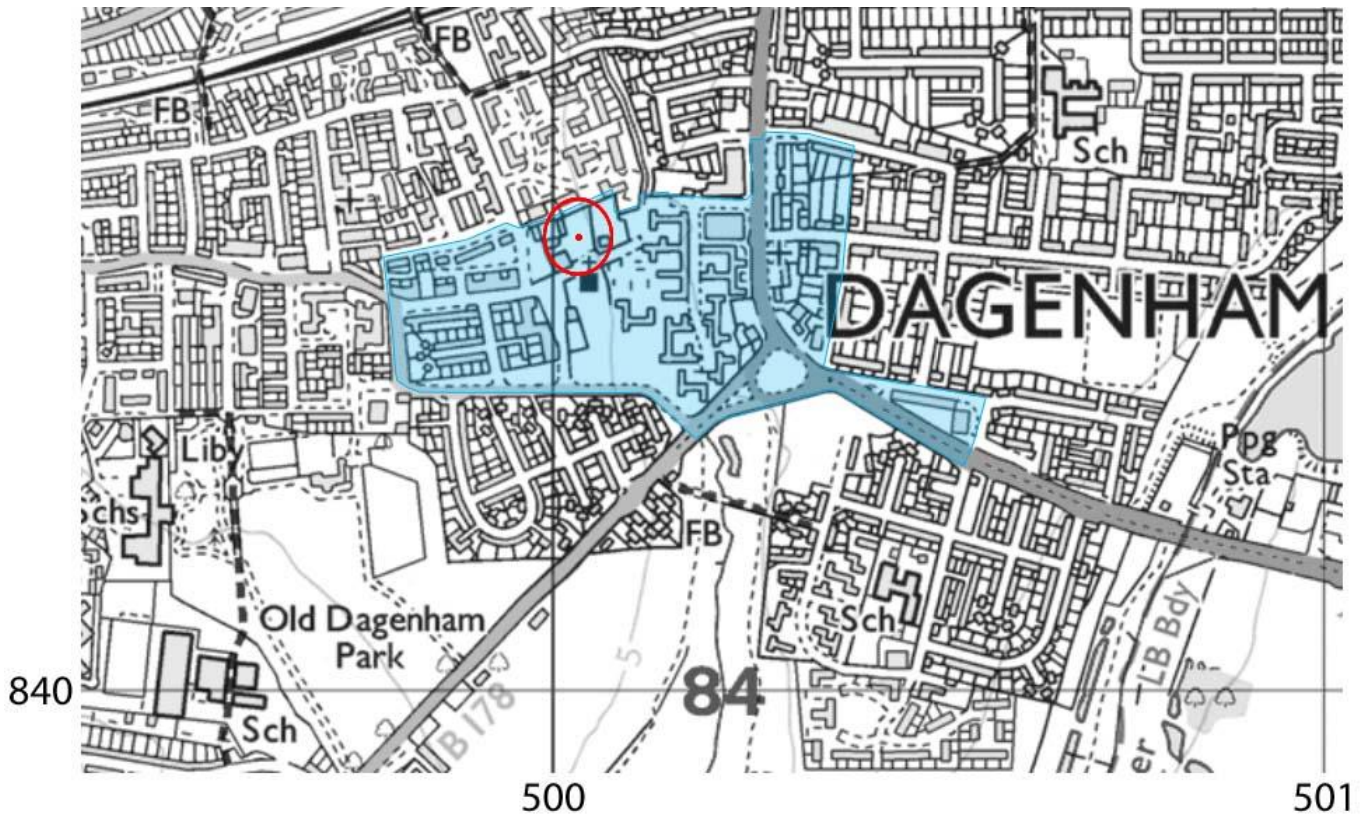 FB
FB
Sch
DAGENHAM
Liby
Ppg
Sta
Schs
FB
Old Dagenham
Park
Sch
5
LB Bdy
840
84
B 178
Sch
er
500
501